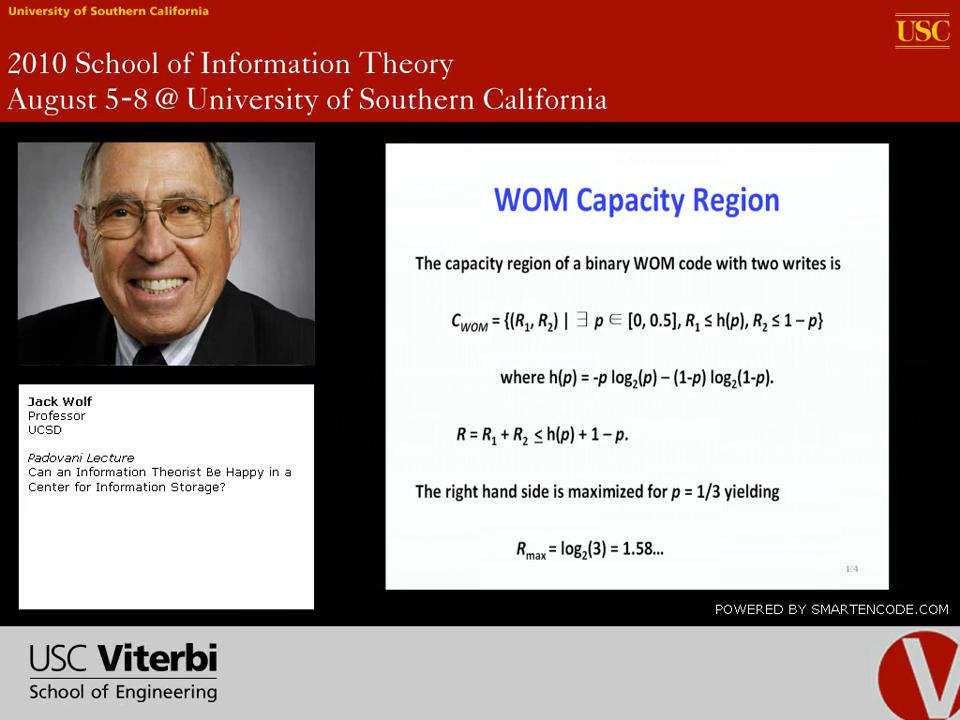 University of Southern California
USC
2010 School of Information Theory
August 5-8 @ University of Southern California
Jack Wolf
Professor
UCSD
Padovani Lecture
Can an Information Theorist Be Happy in a
Center for Information Storage?
WOM Capacity Region
The capacity region of a binary WOM code with two writes is
C_WOM = {(R₁, R₂) | ∃ p ∈ [0, 0.5], R₁ ≤ h(p), R₂ ≤ 1 – p}
where h(p) = -p log₂(p) – (1-p) log₂(1-p).
R = R₁ + R₂ ≤ h(p) + 1 – p.
The right hand side is maximized for p = 1/3 yielding
R_max = log₂(3) = 1.58...
104
POWERED BY SMARTENCODE.COM
USC Viterbi
School of Engineering
V